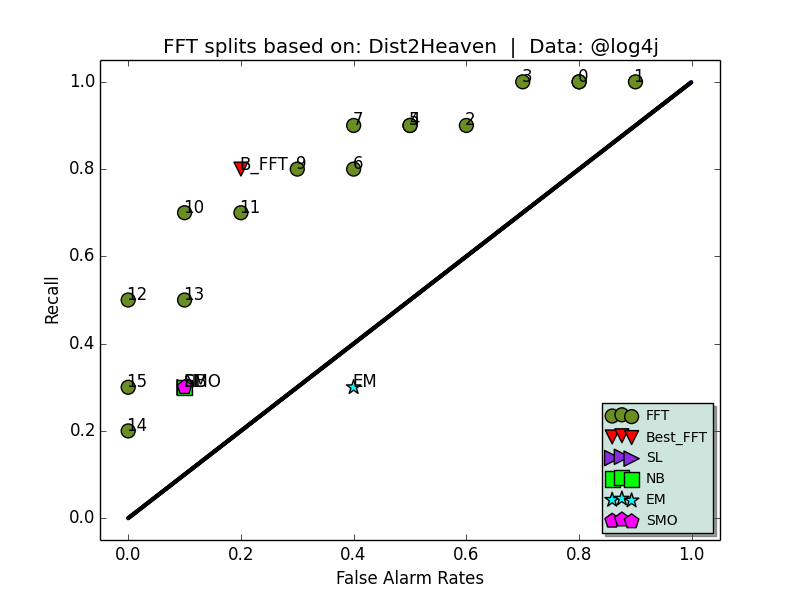 FFT splits based on: Dist2Heaven | Data: @log4j
1.0
3
0
1
7
4
2
B_FFT
9
6
0.8
10
11
0.6
12
13
0.4
15
SMO
EM
14
0.2
0.0
Recall
0.0
0.2
0.4
0.6
0.8
1.0
False Alarm Rates
FFT
Best_FFT
SL
NB
EM
SMO